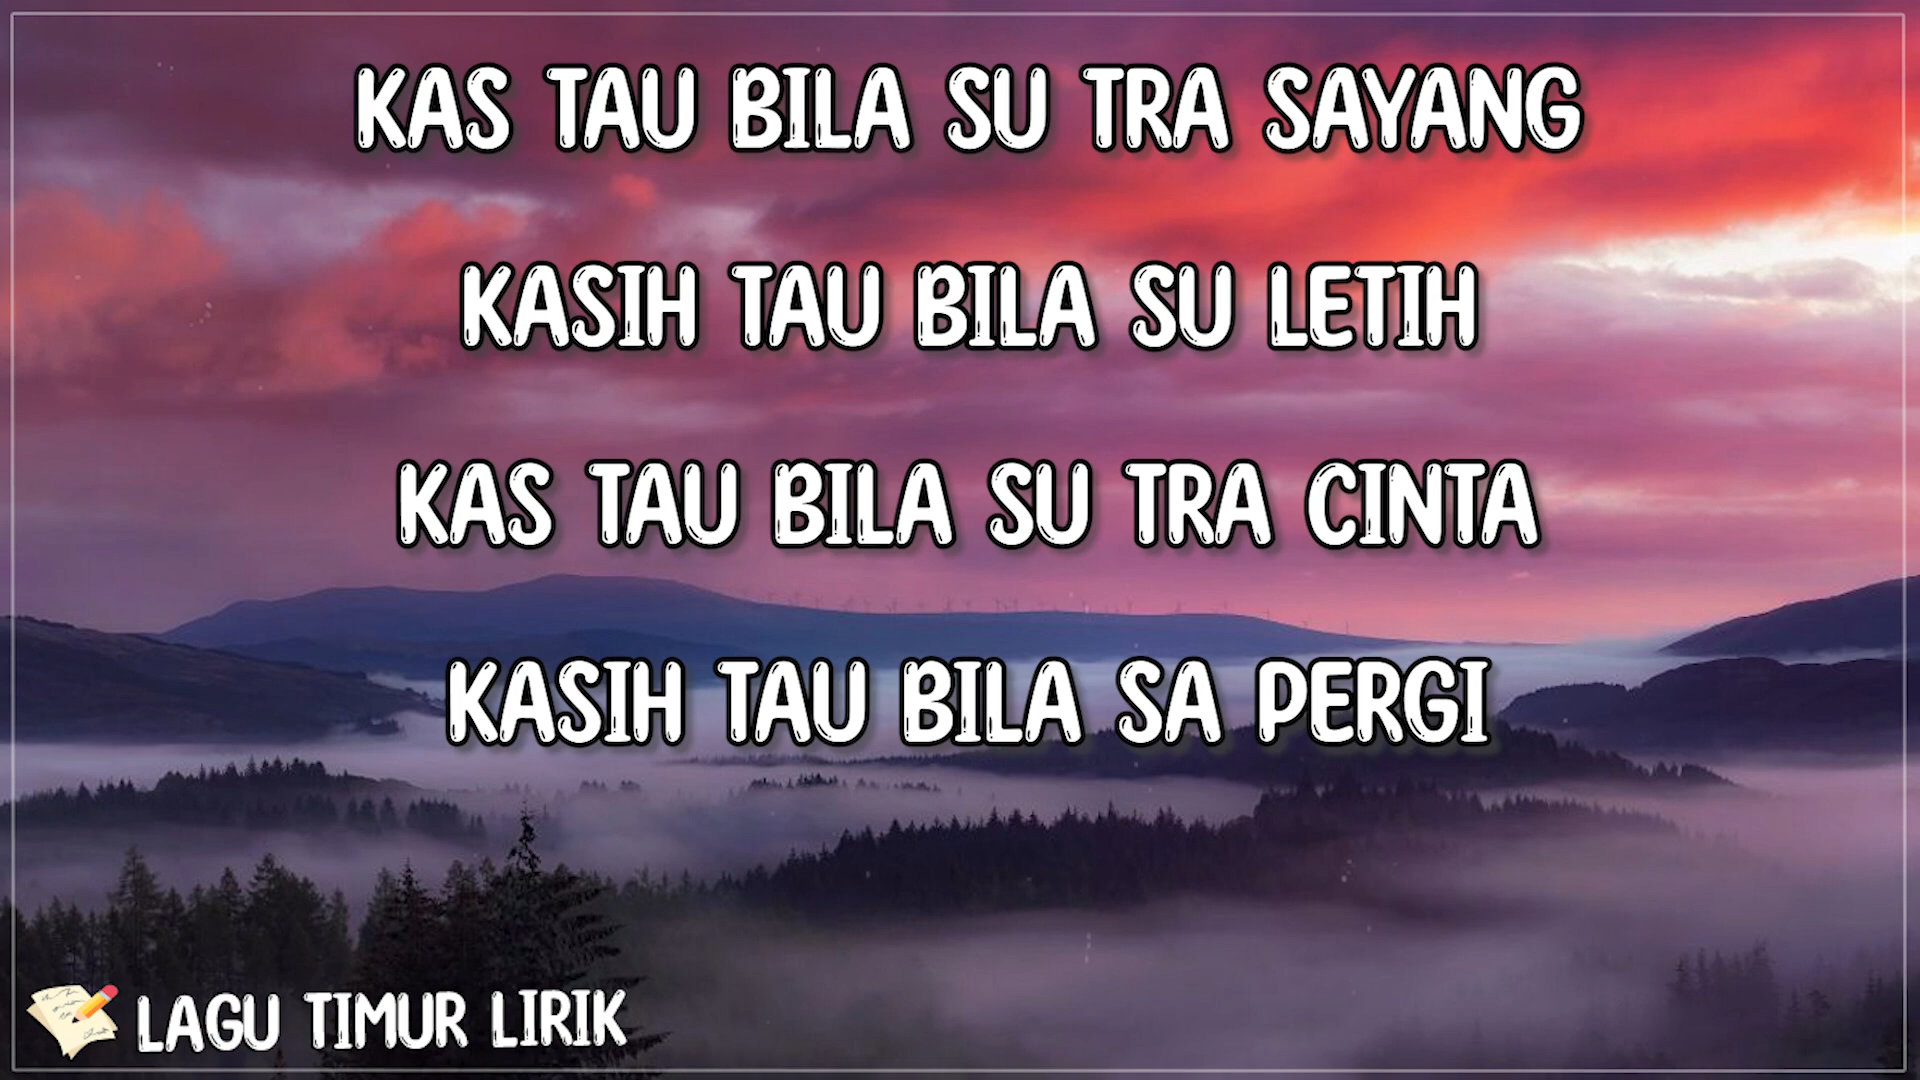 KAS TAU BILA SU TRA SAYANG
KASIH TAU BILA SU LETIH
KAS TAU BILA SU TRA CINTA
KASIH TAU BILA SA PERGI
LAGU TIMUR LIRIK